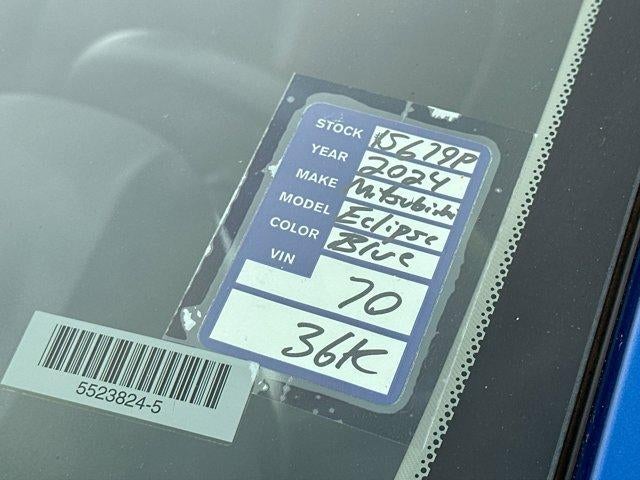 STOCK 15679P
YEAR 2024
MAKE Mitsubishi
MODEL Eclipse
COLOR Blue
VIN
70
36K
5523824-5